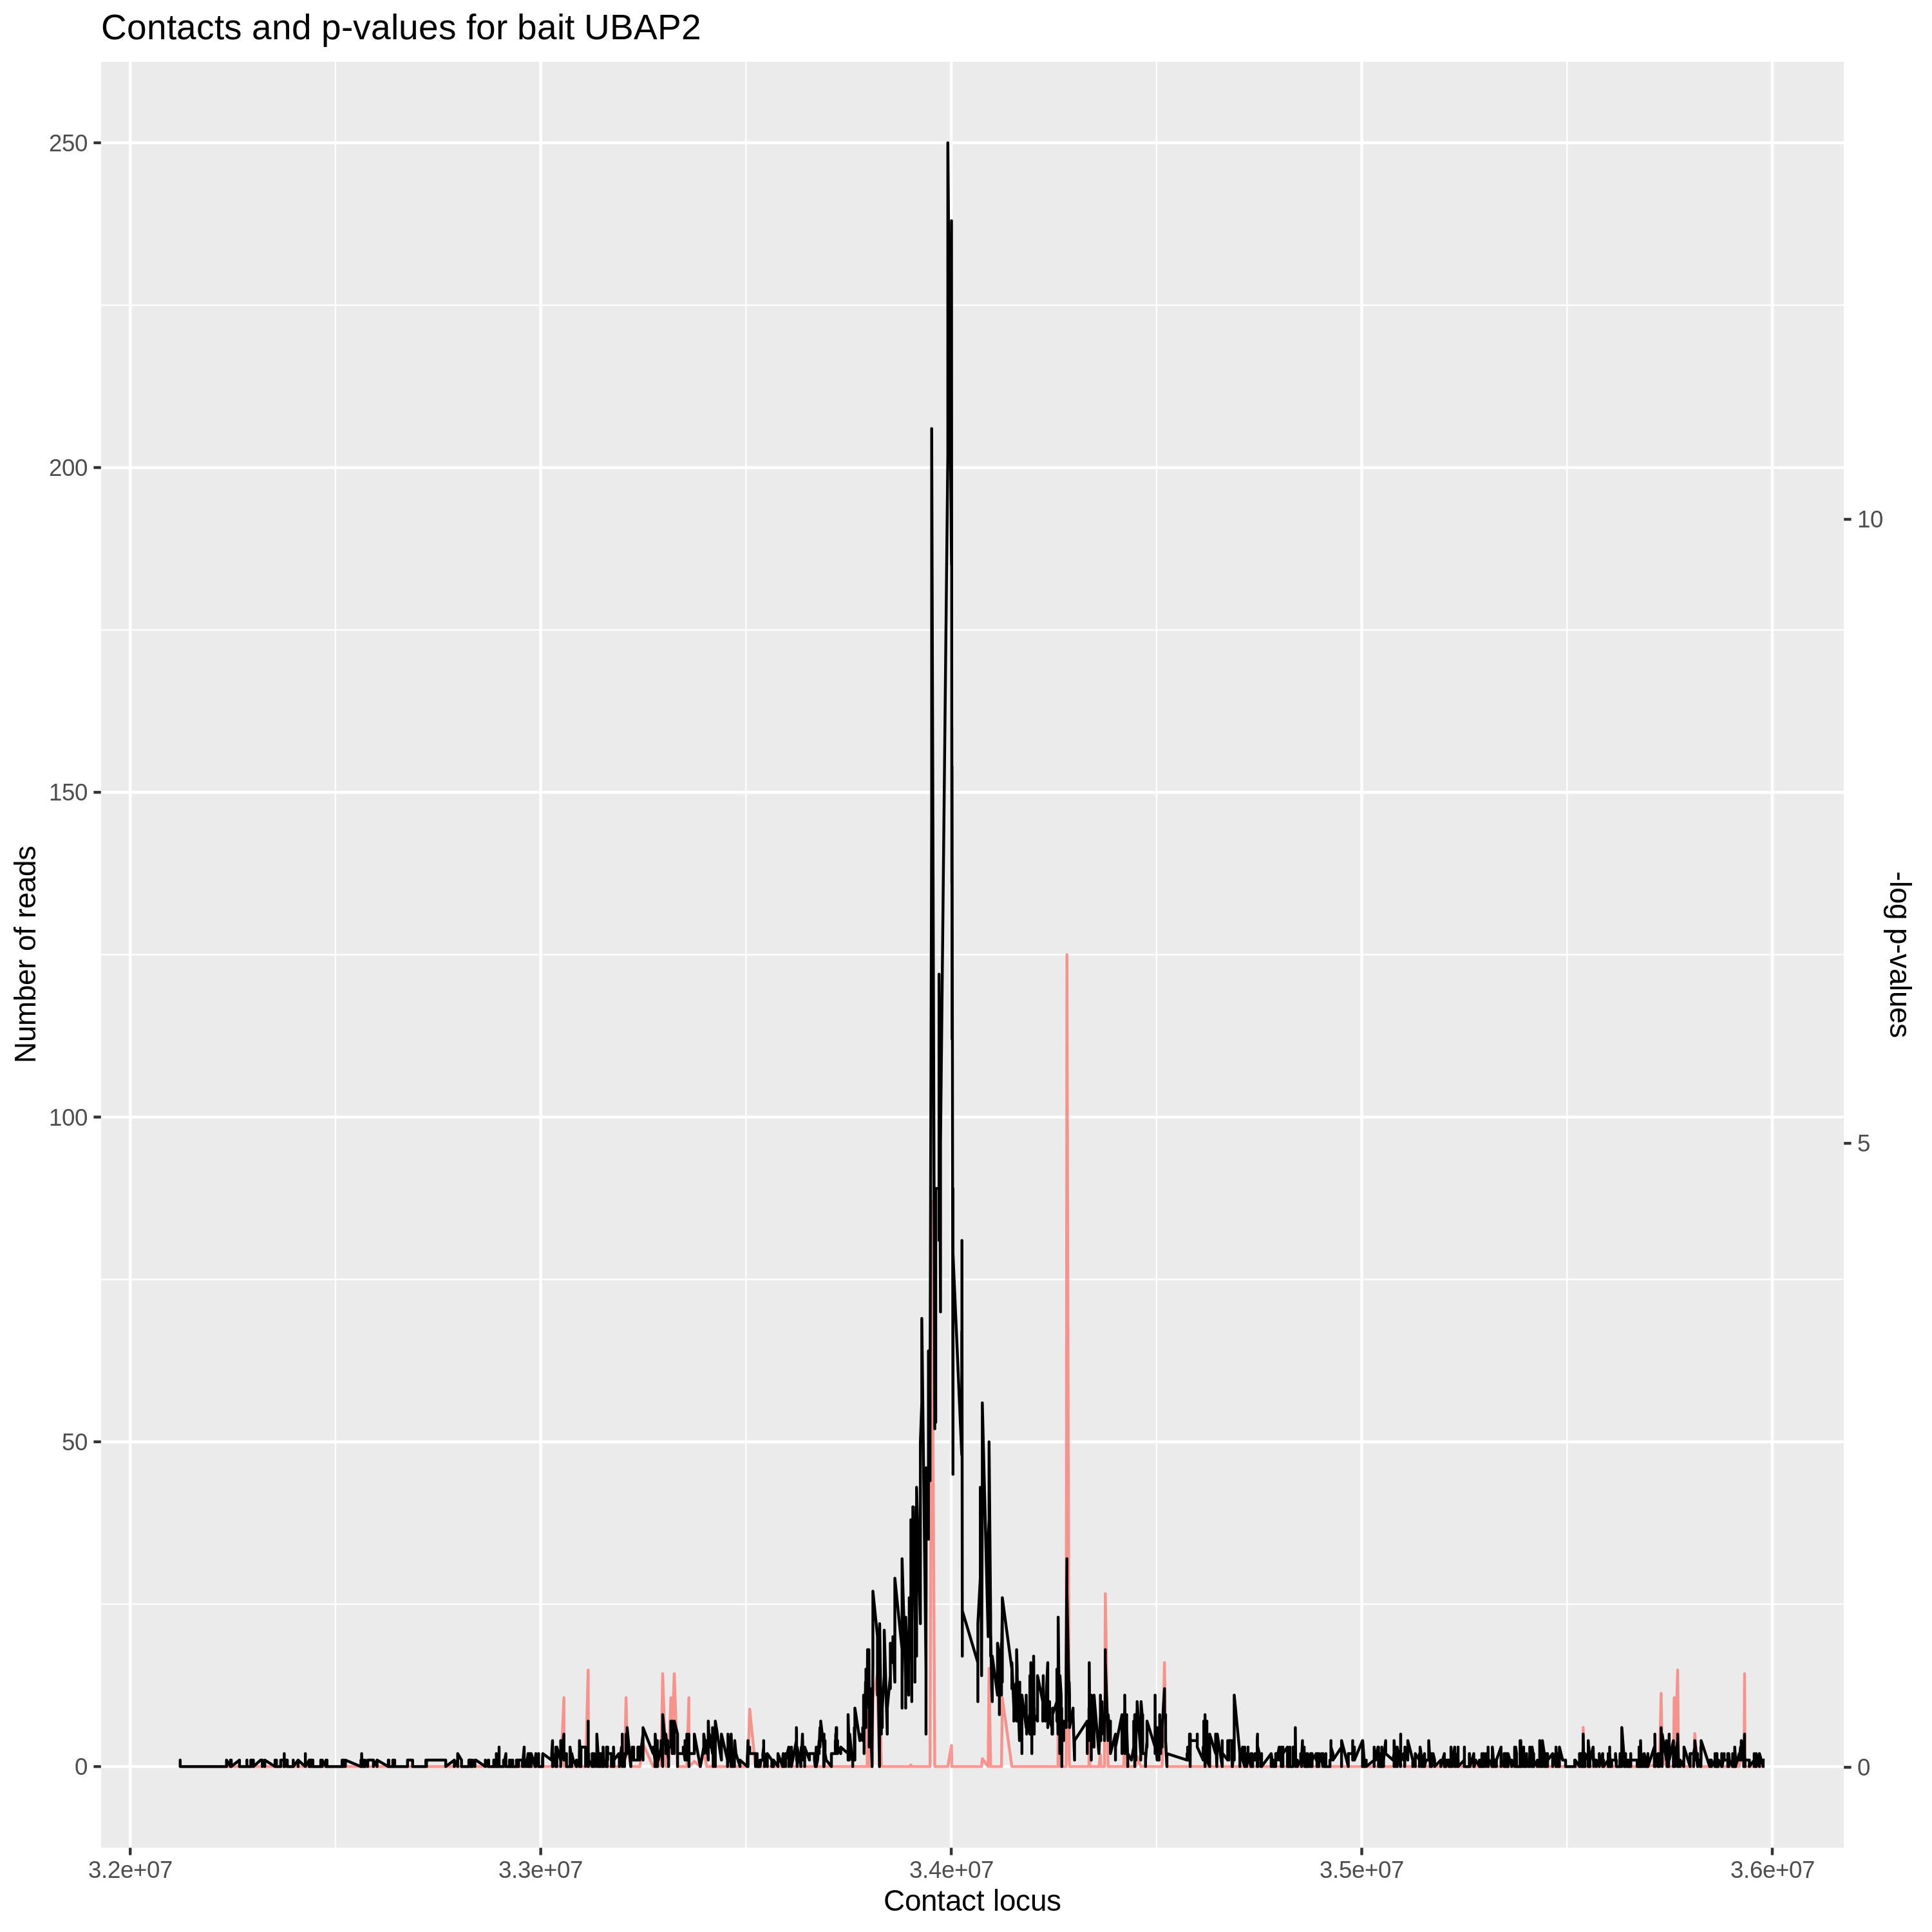 Contacts and p-values for bait UBAP2
250
200
150
100
50
0
Number of reads
10
5
0
-log p-values
3.2e+07
3.3e+07
3.4e+07
3.5e+07
3.6e+07
Contact locus